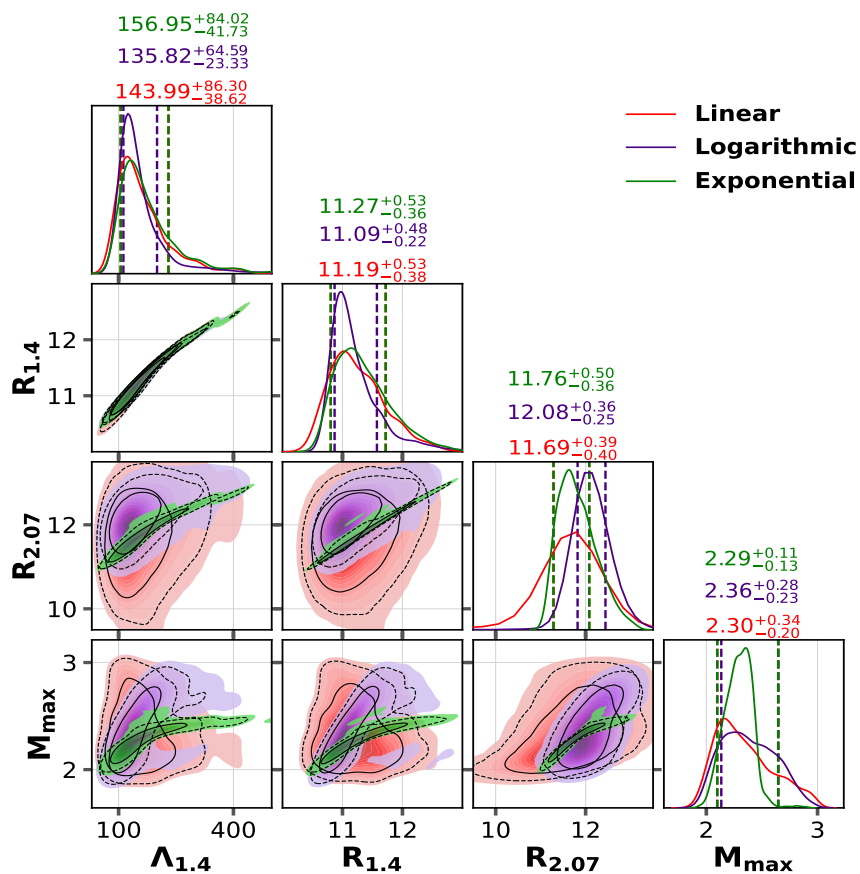 156.95+84.02−41.73
135.82+64.59−23.33
143.99+86.30−38.62
Linear
Logarithmic
Exponential
11.27+0.53−0.36
11.09+0.48−0.22
11.19+0.53−0.38
R1.4
12
11
11.76+0.50−0.36
12.08+0.36−0.25
11.69+0.39−0.40
R2.07
12
10
2.29+0.11−0.13
2.36+0.28−0.23
2.30+0.34−0.20
Mmax
3
2
100 400
11 12
10 12
2 3
Λ1.4
R1.4
R2.07
Mmax